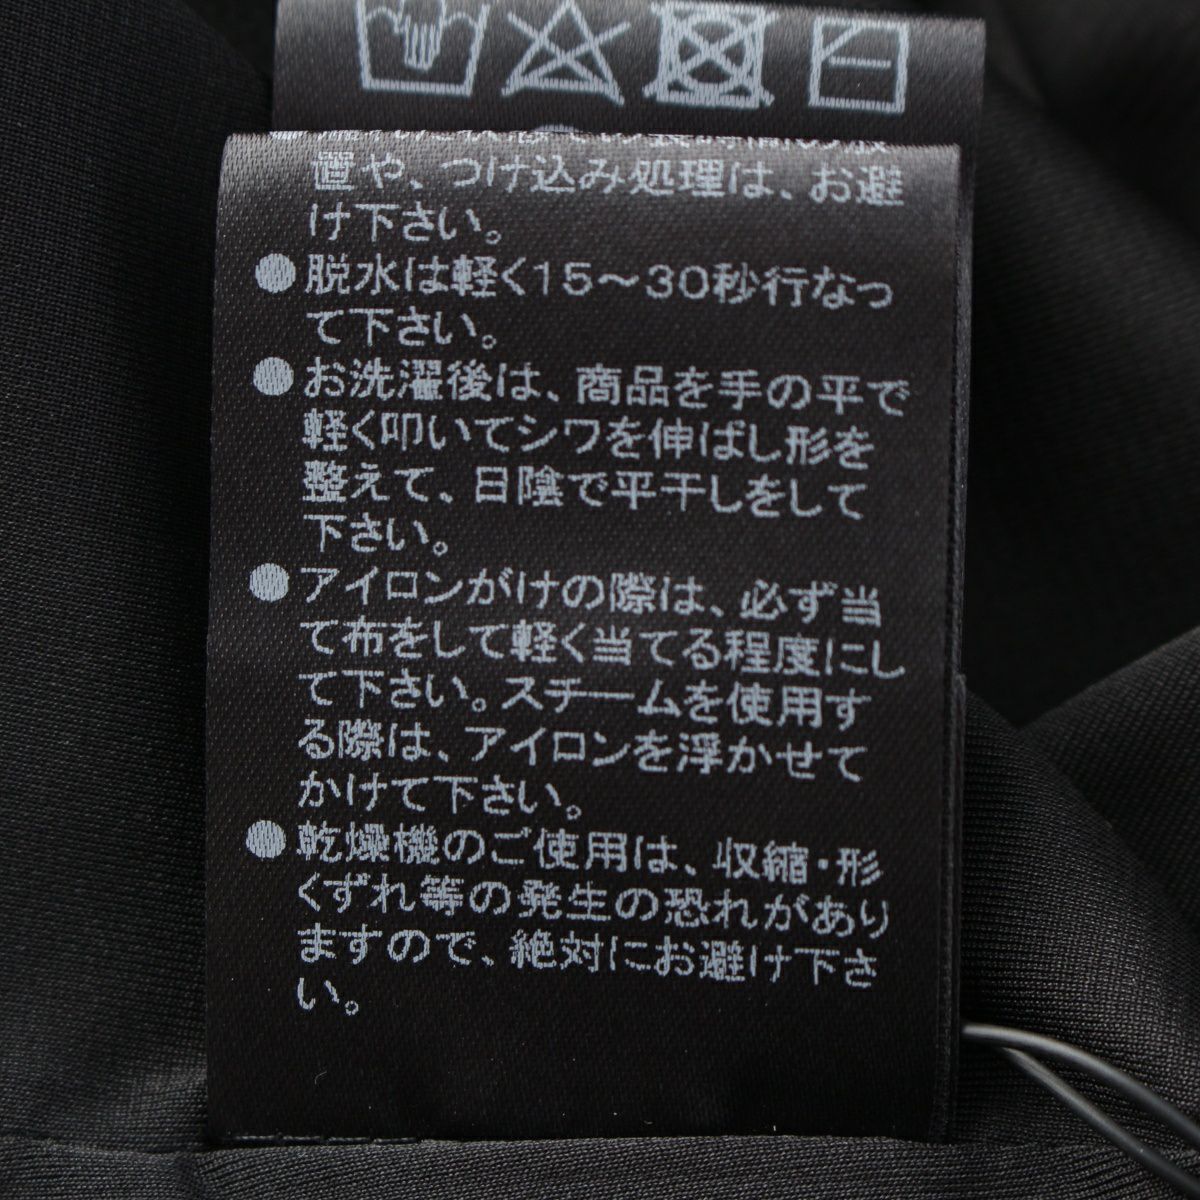 置や、つけ込み処理は、お避
け下さい。
●脱水は軽く15〜30秒行なっ
て下さい。
●お洗濯後は、商品を手の平で
軽く叩いてシワを伸ばし形を
整えて、日陰で平干しをして
下さい。
●アイロンがけの際は、必ず当
て布をして軽く当てる程度にし
て下さい。スチームを使用す
る際は、アイロンを浮かせて
かけて下さい。
●乾燥機のご使用は、収縮・形
くずれ等の発生の恐れがあり
ますので、絶対にお避け下さ
い。